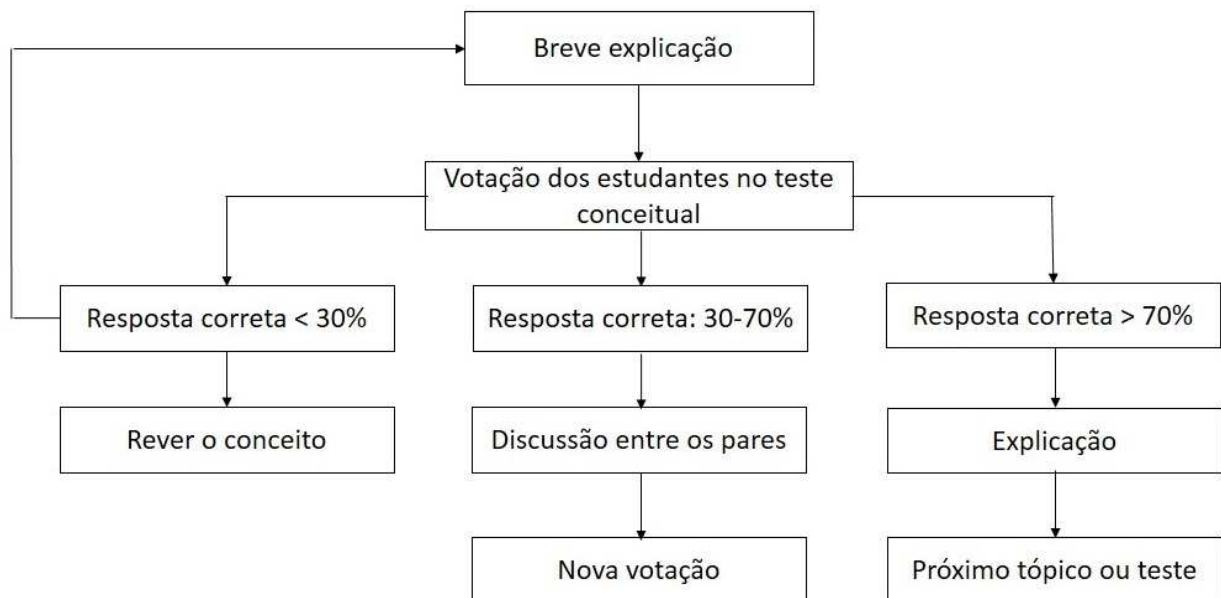 Breve explicação
Votação dos estudantes no teste
conceitual
Resposta correta < 30%
Resposta correta: 30-70%
Resposta correta > 70%
Rever o conceito
Discussão entre os pares
Explicação
Nova votação
Próximo tópico ou teste